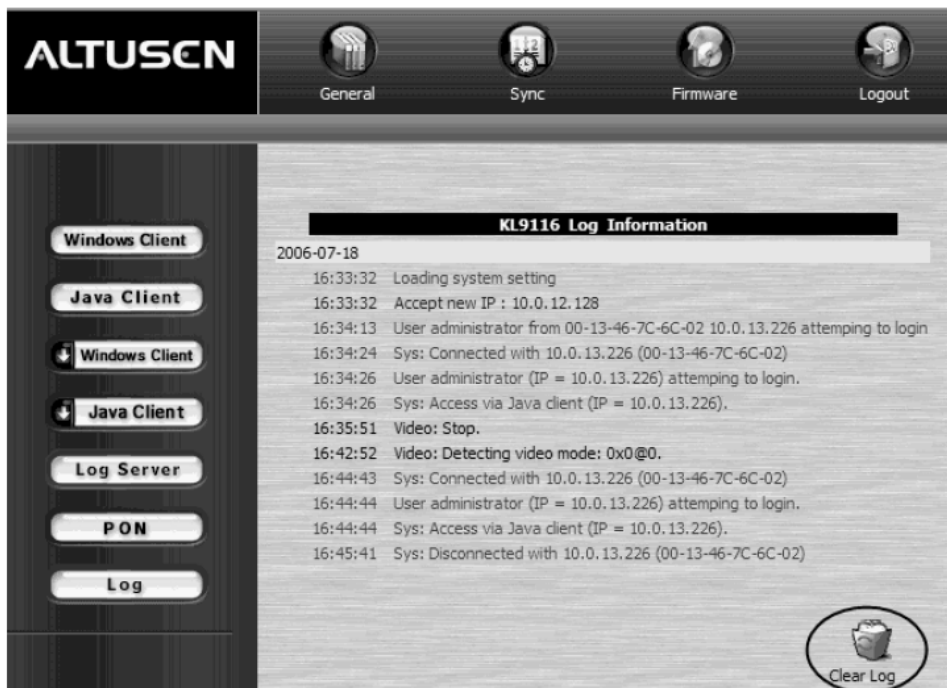 ALTUSEN
General
Sync
Firmware
Logout
Windows Client
Java Client
Windows Client
Java Client
Log Server
PON
Log
KL9116 Log Information
2006-07-18
16:33:32 Loading system setting
16:33:32 Accept new IP : 10.0.12.128
16:34:13 User administrator from 00-13-46-7C-6C-02 10.0.13.226 attemping to login
16:34:24 Sys: Connected with 10.0.13.226 (00-13-46-7C-6C-02)
16:34:26 User administrator (IP = 10.0.13.226) attemping to login.
16:34:26 Sys: Access via Java client (IP = 10.0.13.226).
16:35:51 Video: Stop.
16:42:52 Video: Detecting video mode: 0x0@0.
16:44:43 Sys: Connected with 10.0.13.226 (00-13-46-7C-6C-02)
16:44:44 User administrator (IP = 10.0.13.226) attemping to login.
16:44:44 Sys: Access via Java client (IP = 10.0.13.226).
16:45:41 Sys: Disconnected with 10.0.13.226 (00-13-46-7C-6C-02)
Clear Log